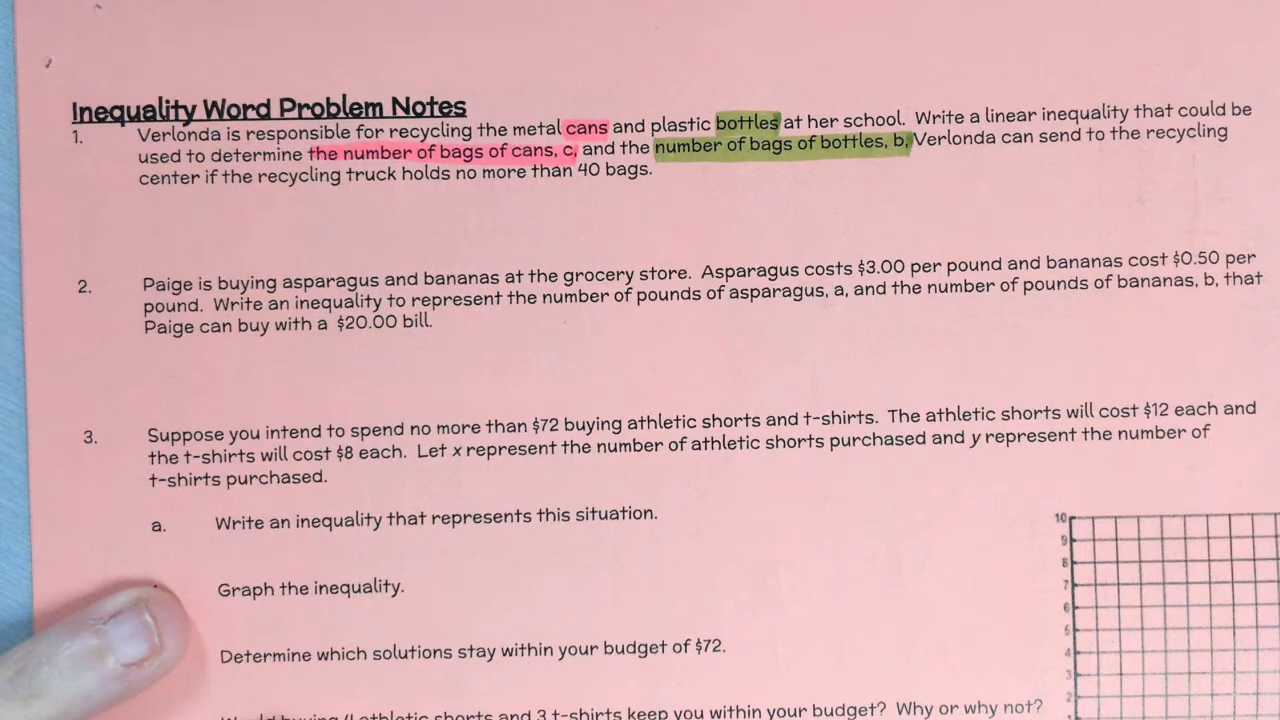 Inequality Word Problem Notes
1. Verlonda is responsible for recycling the metal cans and plastic bottles at her school. Write a linear inequality that could be
used to determine the number of bags of cans, c, and the number of bags of bottles, b, Verlonda can send to the recycling
center if the recycling truck holds no more than 40 bags.
2. Paige is buying asparagus and bananas at the grocery store. Asparagus costs $3.00 per pound and bananas cost $0.50 per
pound. Write an inequality to represent the number of pounds of asparagus, a, and the number of pounds of bananas, b, that
Paige can buy with a $20.00 bill.
3. Suppose you intend to spend no more than $72 buying athletic shorts and t-shirts. The athletic shorts will cost $12 each and
the t-shirts will cost $8 each. Let x represent the number of athletic shorts purchased and y represent the number of
t-shirts purchased.
a. Write an inequality that represents this situation.
10
9
8
Graph the inequality.
7
6
5
Determine which solutions stay within your budget of $72.
4
3
2
buying 4 athletic shorts and 3 t-shirts keep you within your budget? Why or why not?
1